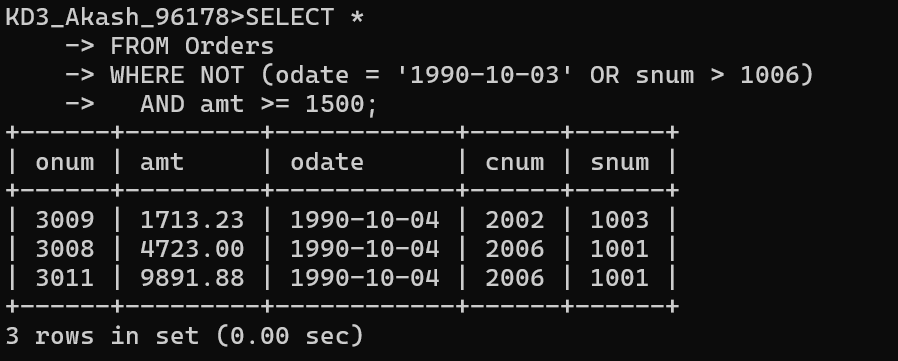 KD3_Akash_96178>SELECT *
    -> FROM Orders
    -> WHERE NOT (odate = '1990-10-03' OR snum > 1006)
    ->   AND amt >= 1500;
+------+---------+------------+------+------+
| onum | amt     | odate      | cnum | snum |
+------+---------+------------+------+------+
| 3009 | 1713.23 | 1990-10-04 | 2002 | 1003 |
| 3008 | 4723.00 | 1990-10-04 | 2006 | 1001 |
| 3011 | 9891.88 | 1990-10-04 | 2006 | 1001 |
+------+---------+------------+------+------+
3 rows in set (0.00 sec)